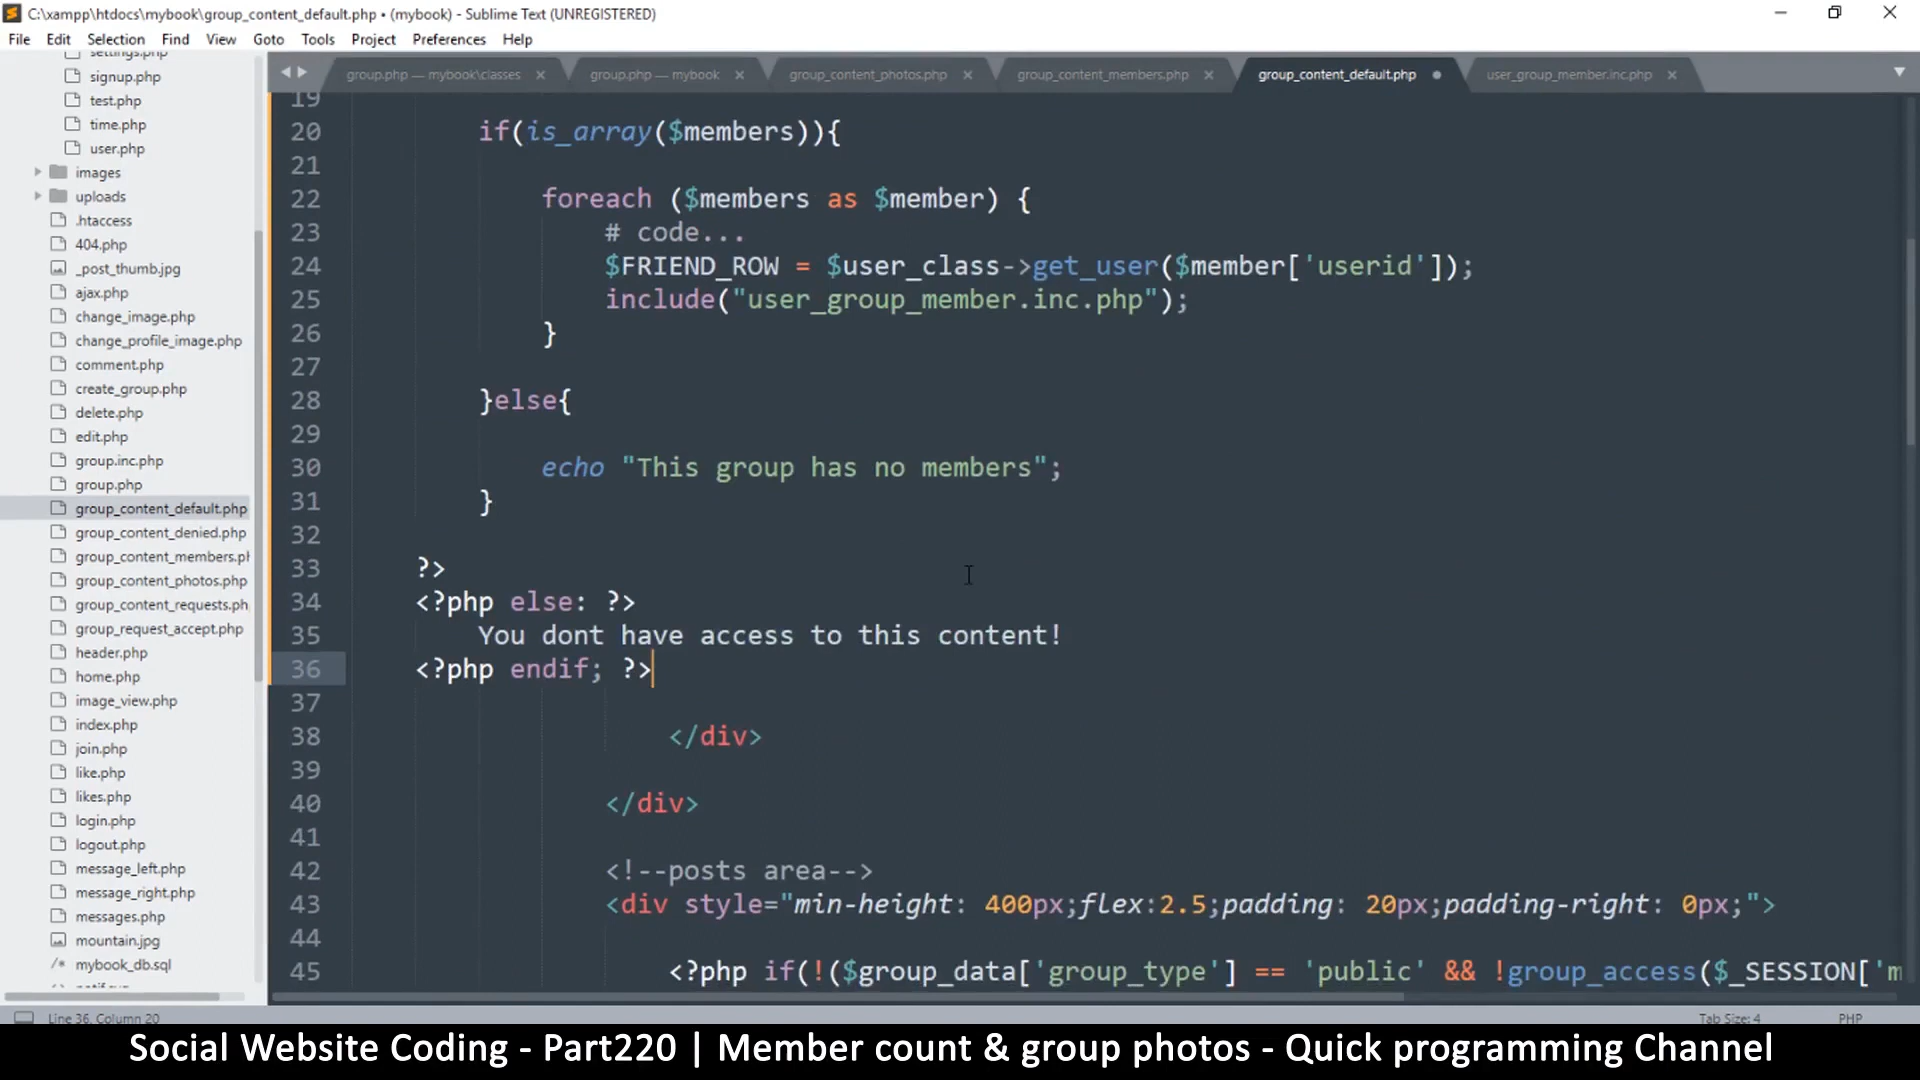 C:\xampp\htdocs\mybook\group_content_default.php • (mybook) - Sublime Text (UNREGISTERED)
File Edit Selection Find View Goto Tools Project Preferences Help
group.php — mybook\classes × group.php — mybook × group_content_photos.php × group_content_members.php × group_content_default.php • user_group_member.inc.php ×
settings.php
signup.php
test.php
time.php
user.php
images
uploads
.htaccess
404.php
_post_thumb.jpg
ajax.php
change_image.php
change_profile_image.php
comment.php
create_group.php
delete.php
edit.php
group.inc.php
group.php
group_content_default.php
group_content_denied.php
group_content_members.pl
group_content_photos.php
group_content_requests.ph
group_request_accept.php
header.php
home.php
image_view.php
index.php
join.php
like.php
likes.php
login.php
logout.php
message_left.php
message_right.php
messages.php
mountain.jpg
/* mybook_db.sql
19
20 if(is_array($members)){
21
22 foreach ($members as $member) {
23 # code...
24 $FRIEND_ROW = $user_class->get_user($member['userid']);
25 include("user_group_member.inc.php");
26 }
27
28 }else{
29
30 echo "This group has no members";
31 }
32
33 ?>
34 <?php else: ?>
35 You dont have access to this content!
36 <?php endif; ?>
37
38 </div>
39
40 </div>
41
42 <!--posts area-->
43 <div style="min-height: 400px;flex:2.5;padding: 20px;padding-right: 0px;">
44
45 <?php if(!($group_data['group_type'] == 'public' && !group_access($_SESSION['m
Line 36, Column 20 Tab Size: 4 PHP
Social Website Coding - Part220 | Member count & group photos - Quick programming Channel